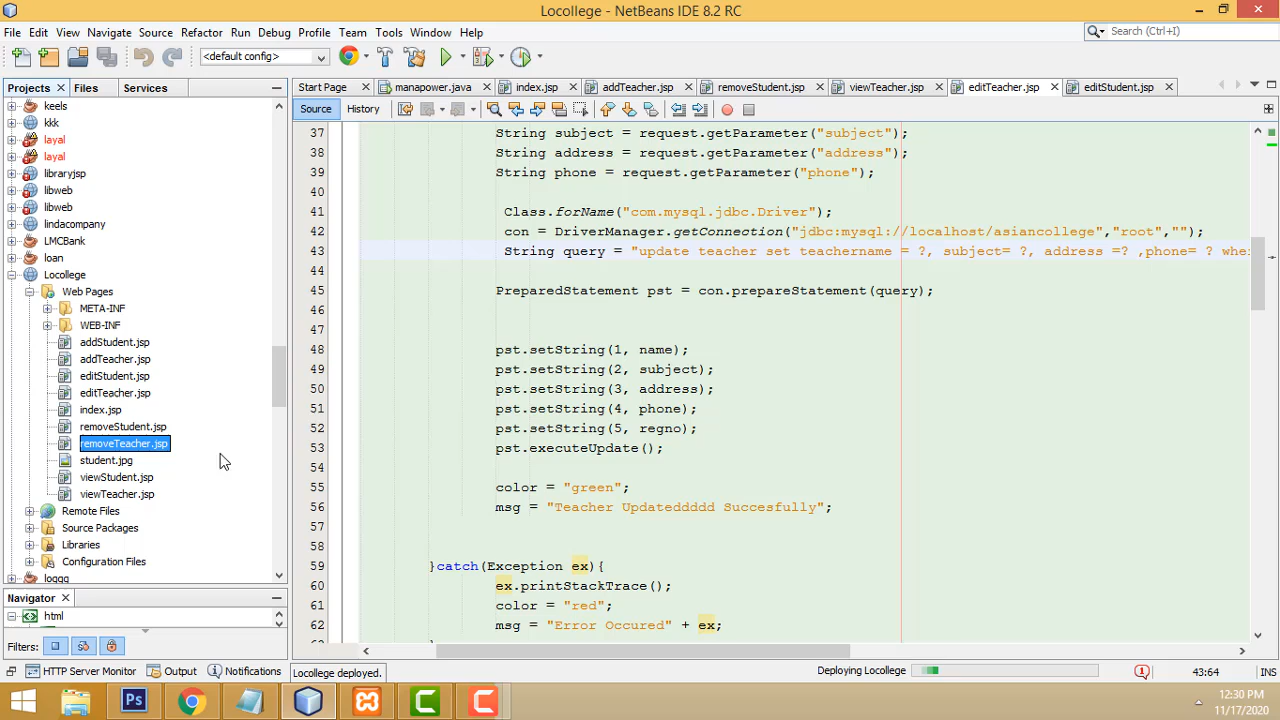 Locollege - NetBeans IDE 8.2 RC
File Edit View Navigate Source Refactor Run Debug Profile Team Tools Window Help
Search (Ctrl+I)
<default config>
Projects Files Services
Start Page manapower.java index.jsp addTeacher.jsp removeStudent.jsp viewTeacher.jsp editTeacher.jsp editStudent.jsp
Source History
keels
kkk
layal
layal
libraryjsp
libweb
libweb
lindacompany
LMCBank
loan
Locollege
Web Pages
META-INF
WEB-INF
addStudent.jsp
addTeacher.jsp
editStudent.jsp
editTeacher.jsp
index.jsp
removeStudent.jsp
removeTeacher.jsp
student.jpg
viewStudent.jsp
viewTeacher.jsp
Remote Files
Source Packages
Libraries
Configuration Files
loggg
Navigator
html
Filters:
37 String subject = request.getParameter("subject");
38 String address = request.getParameter("address");
39 String phone = request.getParameter("phone");
40
41 Class.forName("com.mysql.jdbc.Driver");
42 con = DriverManager.getConnection("jdbc:mysql://localhost/asiancollege","root","");
43 String query = "update teacher set teachername = ?, subject= ?, address =? ,phone= ? wher
44
45 PreparedStatement pst = con.prepareStatement(query);
46
47
48 pst.setString(1, name);
49 pst.setString(2, subject);
50 pst.setString(3, address);
51 pst.setString(4, phone);
52 pst.setString(5, regno);
53 pst.executeUpdate();
54
55 color = "green";
56 msg = "Teacher Updateddddd Succesfully";
57
58
59 }catch(Exception ex){
60 ex.printStackTrace();
61 color = "red";
62 msg = "Error Occured" + ex;
HTTP Server Monitor Output Notifications Locollege deployed. Deploying Locollege 1 43:64 INS
Ps
12:30 PM
11/17/2020